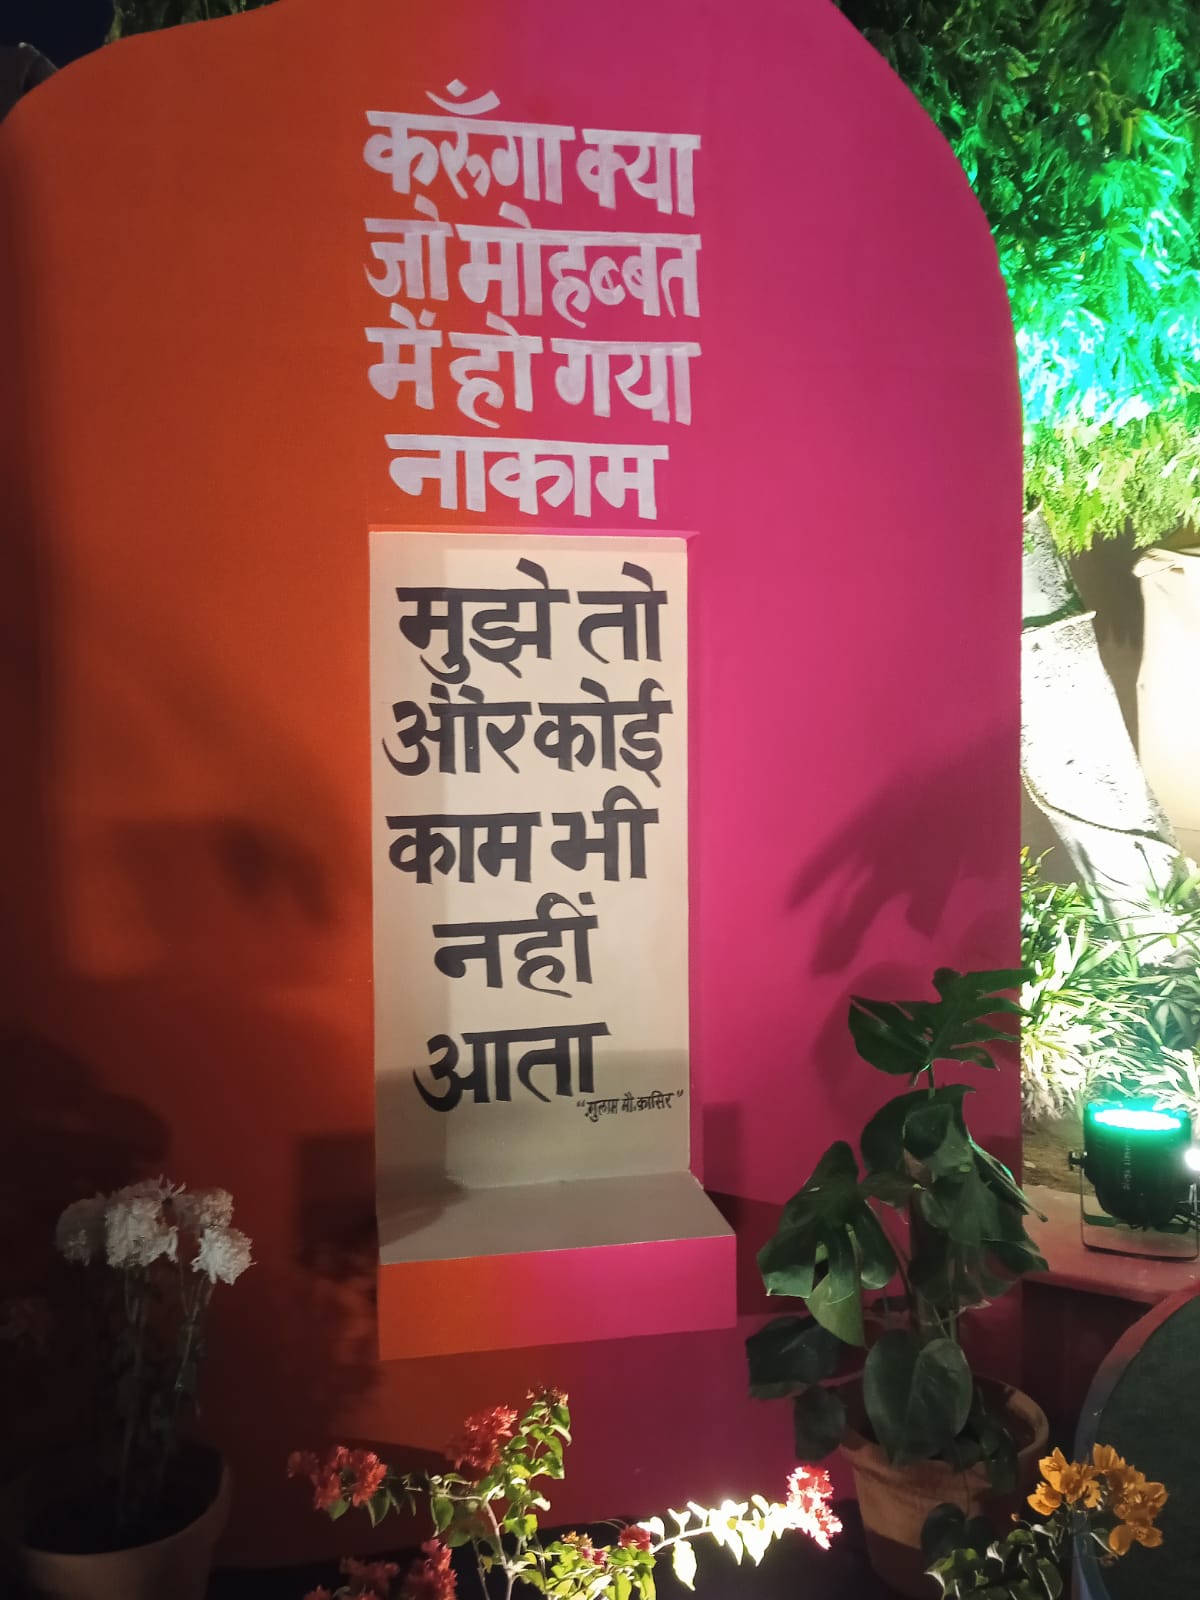 करूँगा क्या
जो मोहब्बत
में हो गया
नाकाम
मुझे तो
और कोई
काम भी
नहीं
आता
"ग़ुलाम मो. क़ासिर"